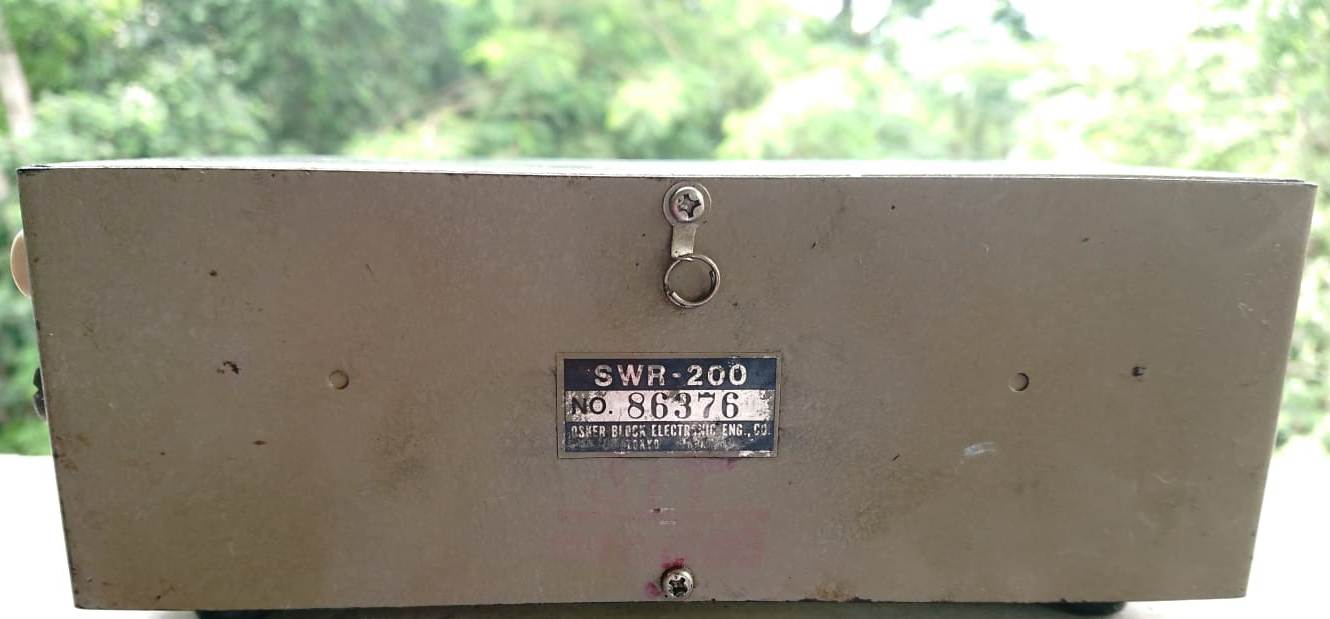 SWR-200
NO. 86376
OSKER BLOCK ELECTRONIC ENG., CO.
TOKYO